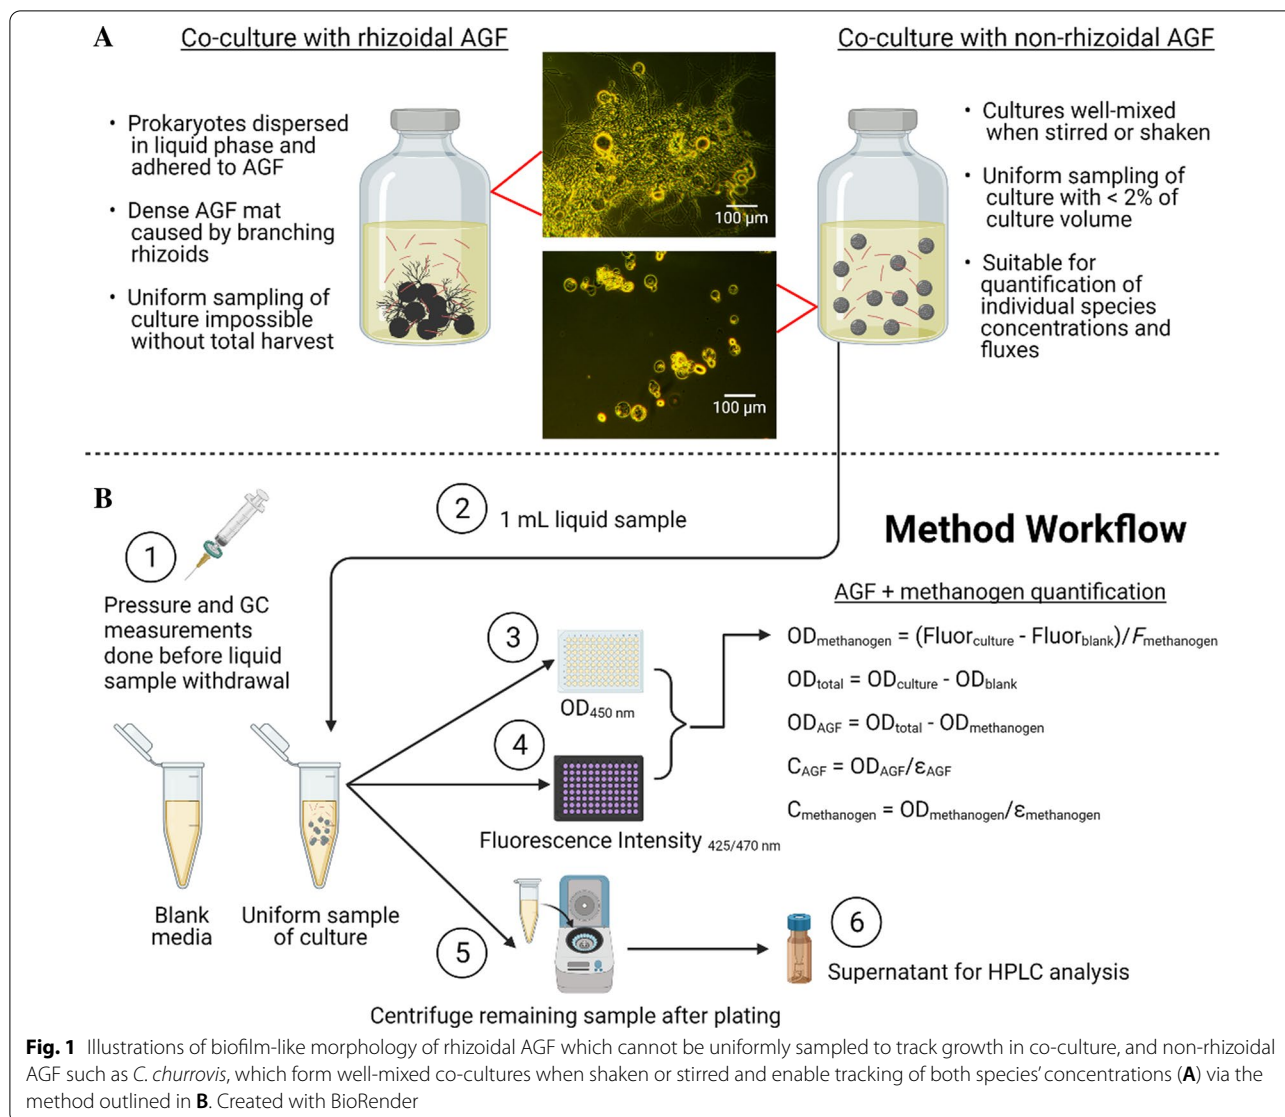 A
Co-culture with rhizoidal AGF
• Prokaryotes dispersed
in liquid phase and
adhered to AGF
• Dense AGF mat
caused by branching
rhizoids
• Uniform sampling of
culture impossible
without total harvest
100 µm
100 µm
Co-culture with non-rhizoidal AGF
• Cultures well-mixed
when stirred or shaken
• Uniform sampling of
culture with < 2% of
culture volume
• Suitable for
quantification of
individual species
concentrations and
fluxes
B
Method Workflow
1
Pressure and GC
measurements
done before liquid
sample withdrawal
2
1 mL liquid sample
Blank
media
Uniform sample
of culture
3
OD450 nm
4
Fluorescence Intensity 425/470 nm
AGF + methanogen quantification
ODmethanogen = (Fluorculture - Fluorblank)/Fmethanogen
ODtotal = ODculture - ODblank
ODAGF = ODtotal - ODmethanogen
CAGF = ODAGF/εAGF
Cmethanogen = ODmethanogen/εmethanogen
5
Centrifuge remaining sample after plating
6
Supernatant for HPLC analysis
Fig. 1 Illustrations of biofilm-like morphology of rhizoidal AGF which cannot be uniformly sampled to track growth in co-culture, and non-rhizoidal
AGF such as C. churrovis, which form well-mixed co-cultures when shaken or stirred and enable tracking of both species' concentrations (A) via the
method outlined in B. Created with BioRender